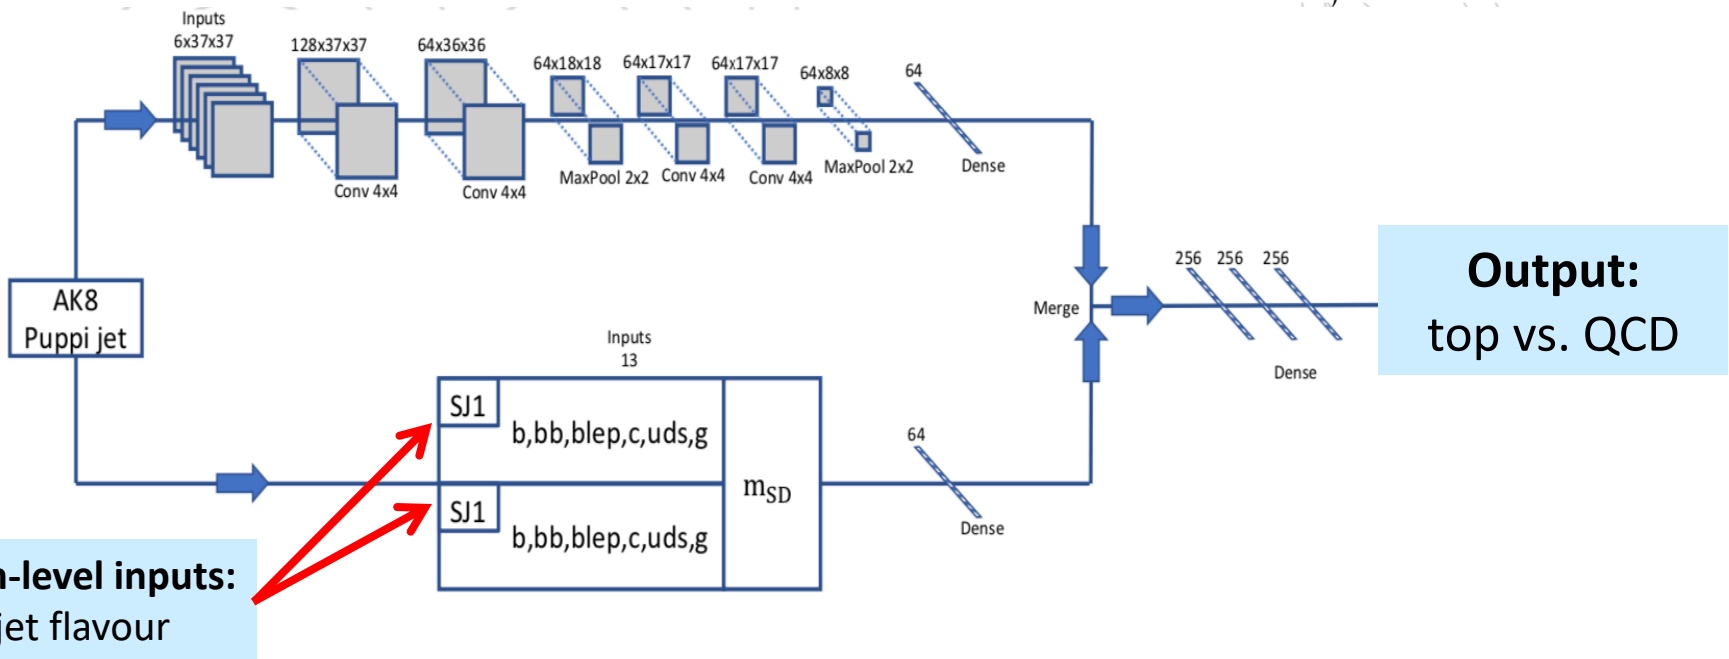 Inputs
6x37x37
128x37x37
64x36x36
64x18x18
64x17x17
64x17x17
64x8x8
64
Conv 4x4
Conv 4x4
MaxPool 2x2
Conv 4x4
Conv 4x4
MaxPool 2x2
Dense
AK8
Puppi jet
Inputs
13
SJ1
b,bb,blep,c,uds,g
SJ1
b,bb,blep,c,uds,g
mSD
64
Dense
Merge
256
256
256
Dense
Output:
top vs. QCD
-level inputs:
jet flavour